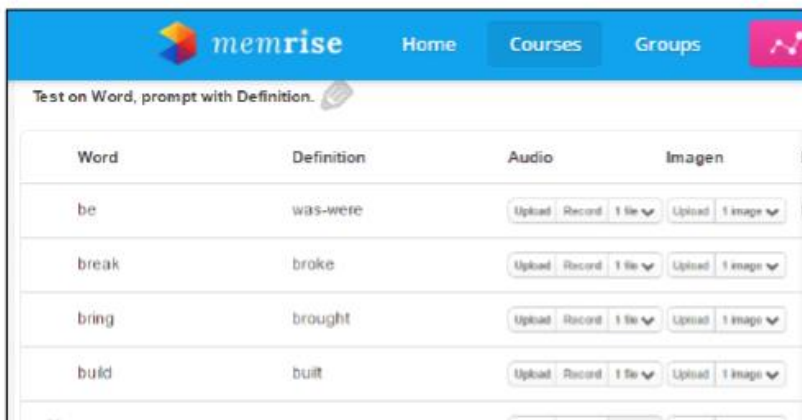 memrise Home Courses Groups
Test on Word, prompt with Definition.
Word Definition Audio Imagen
be was-were Upload Record 1 file Upload 1 image
break broke Upload Record 1 file Upload 1 image
bring brought Upload Record 1 file Upload 1 image
build built Upload Record 1 file Upload 1 image